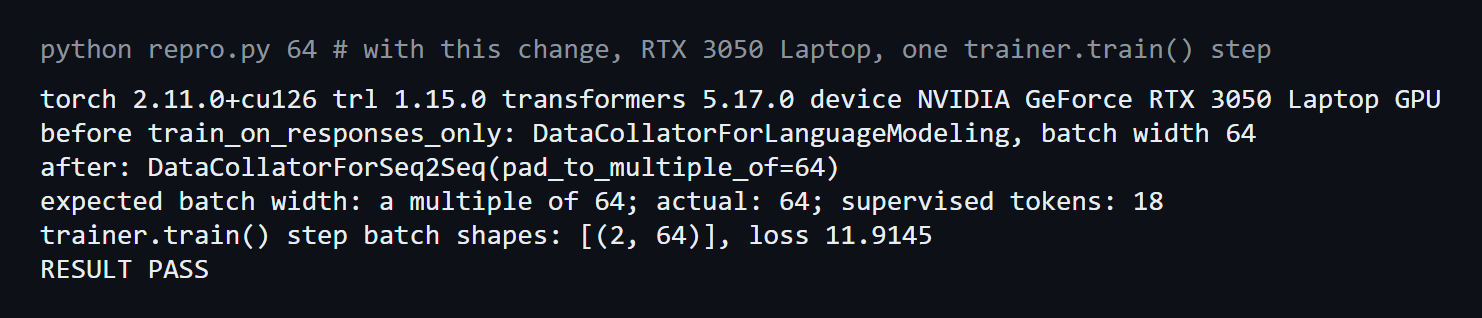 python repro.py 64 # with this change, RTX 3050 Laptop, one trainer.train() step
torch 2.11.0+cu126 trl 1.15.0 transformers 5.17.0 device NVIDIA GeForce RTX 3050 Laptop GPU
before train_on_responses_only: DataCollatorForLanguageModeling, batch width 64
after: DataCollatorForSeq2Seq(pad_to_multiple_of=64)
expected batch width: a multiple of 64; actual: 64; supervised tokens: 18
trainer.train() step batch shapes: [(2, 64)], loss 11.9145
RESULT PASS